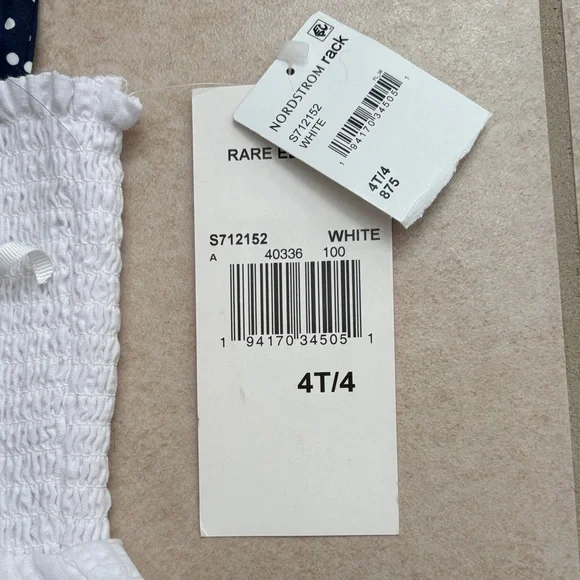 NORDSTROM rack
S712152
WHITE
1 94170 34505 1
4T/4
875
RARE
S712152 WHITE
A 40336 100
1 94170 34505 1
4T/4